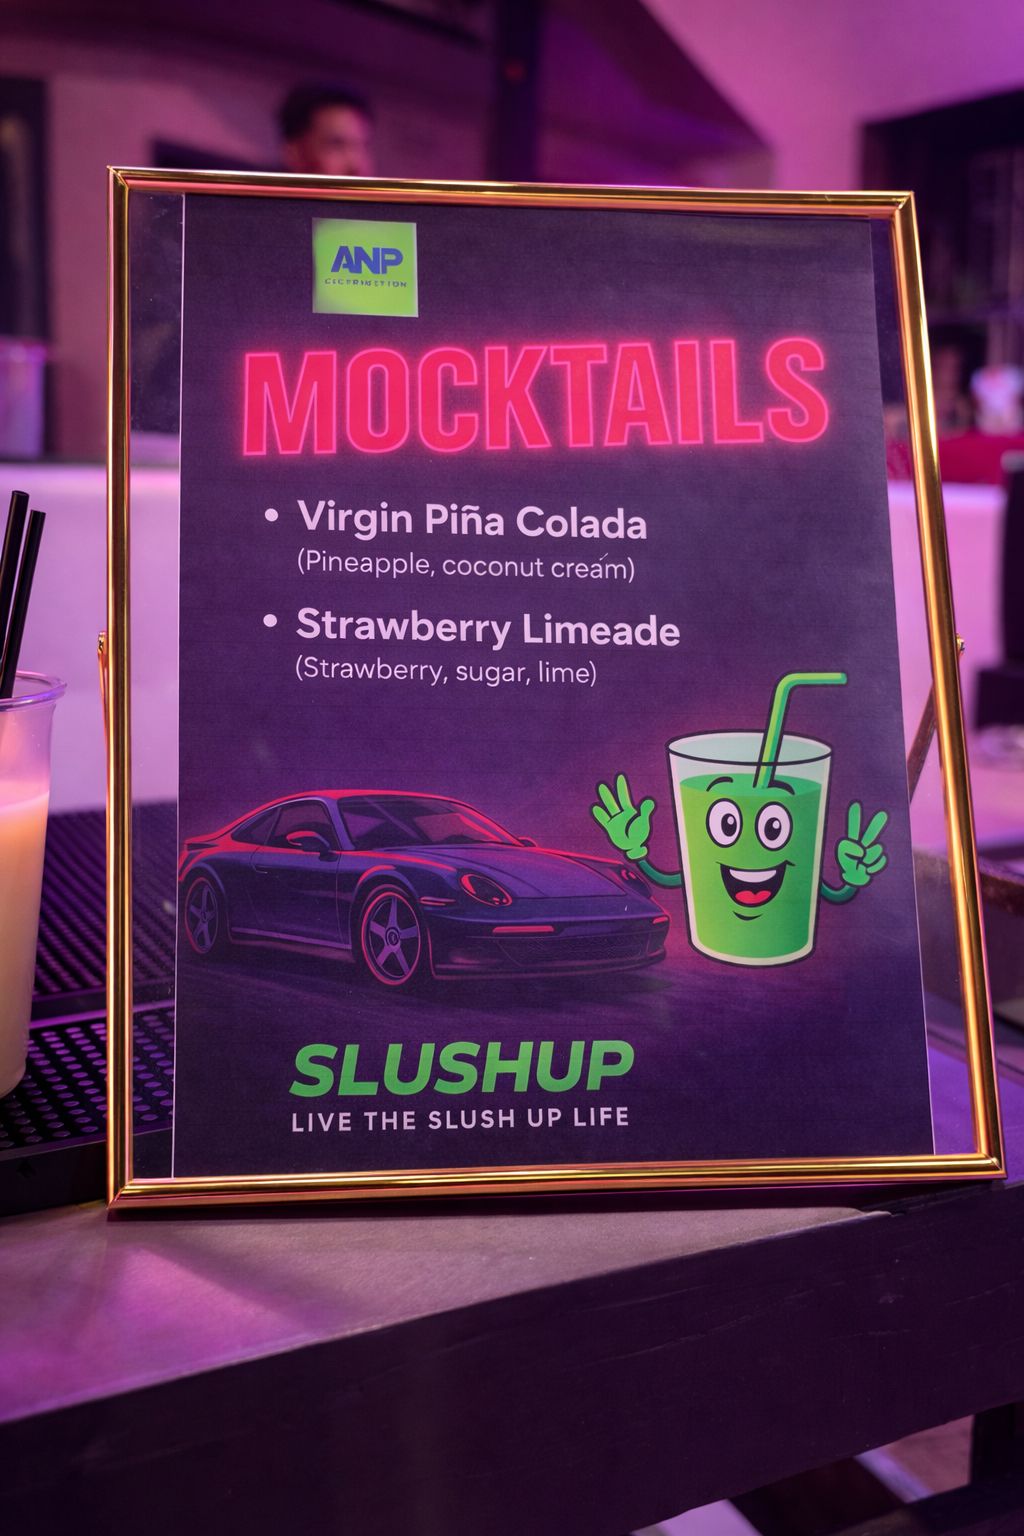 ANP
MOCKTAILS
• Virgin Piña Colada
(Pineapple, coconut cream)
• Strawberry Limeade
(Strawberry, sugar, lime)
SLUSHUP
LIVE THE SLUSH UP LIFE